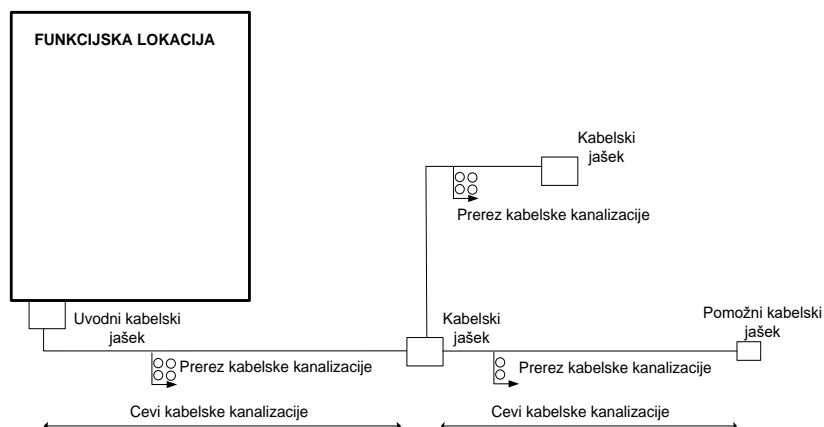 FUNKCIJSKA LOKACIJA
Kabelski
jašek
Prerez kabelske kanalizacije
Uvodni kabelski
jašek
Kabelski
jašek
Pomožni kabelski
jašek
Prerez kabelske kanalizacije
Prerez kabelske kanalizacije
Cevi kabelske kanalizacije
Cevi kabelske kanalizacije